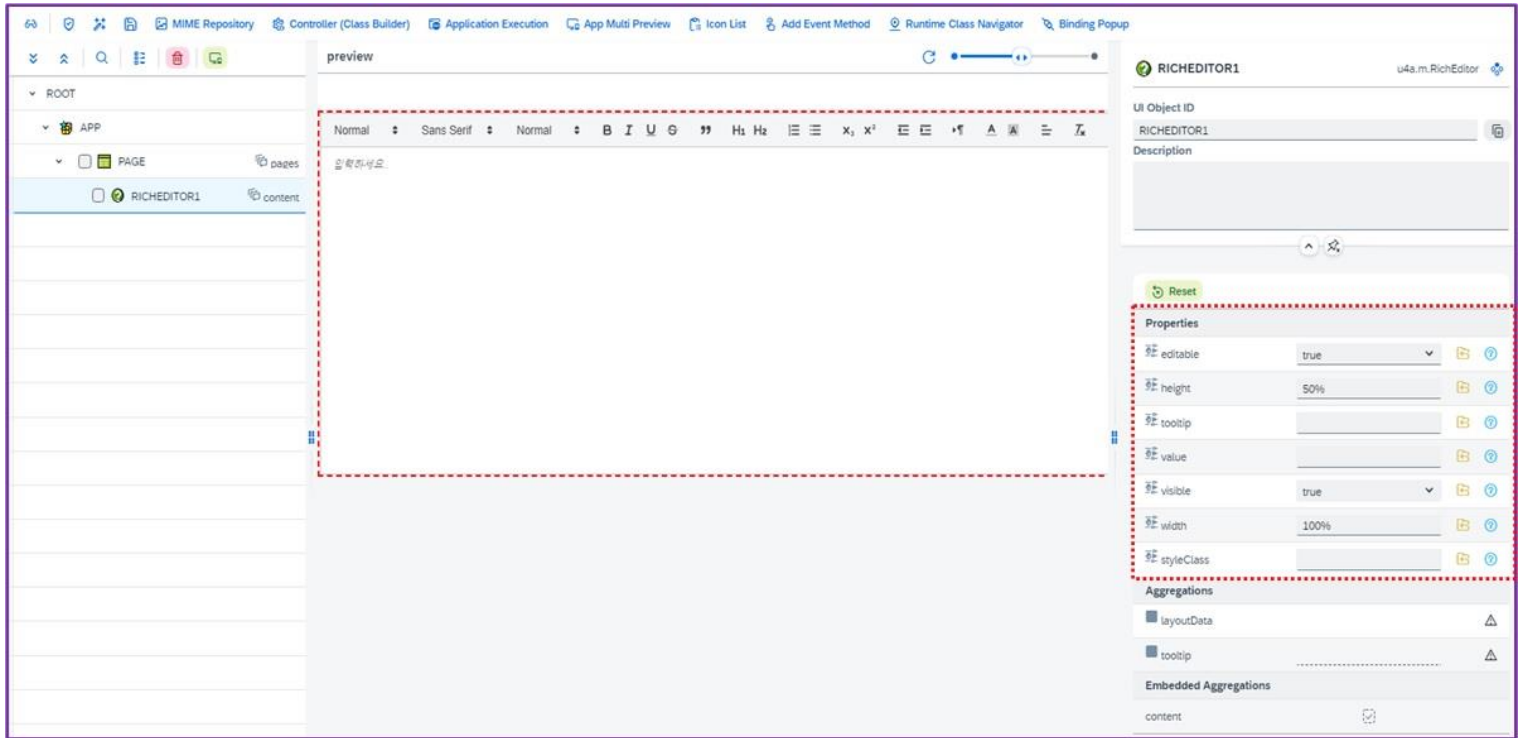 MIME Repository Controller (Class Builder) Application Execution App Multi Preview Icon List Add Event Method Runtime Class Navigator Binding Popup
ROOT
APP
PAGE pages
RICHEDITOR1 content
preview
Normal Sans Serif Normal B I U S H₁ H₂ X₂ X² A A
입력하세요..
RICHEDITOR1 u4a.m.RichEditor
UI Object ID
RICHEDITOR1
Description
Reset
Properties
editable true
height 50%
tooltip
value
visible true
width 100%
styleClass
Aggregations
layoutData
tooltip
Embedded Aggregations
content